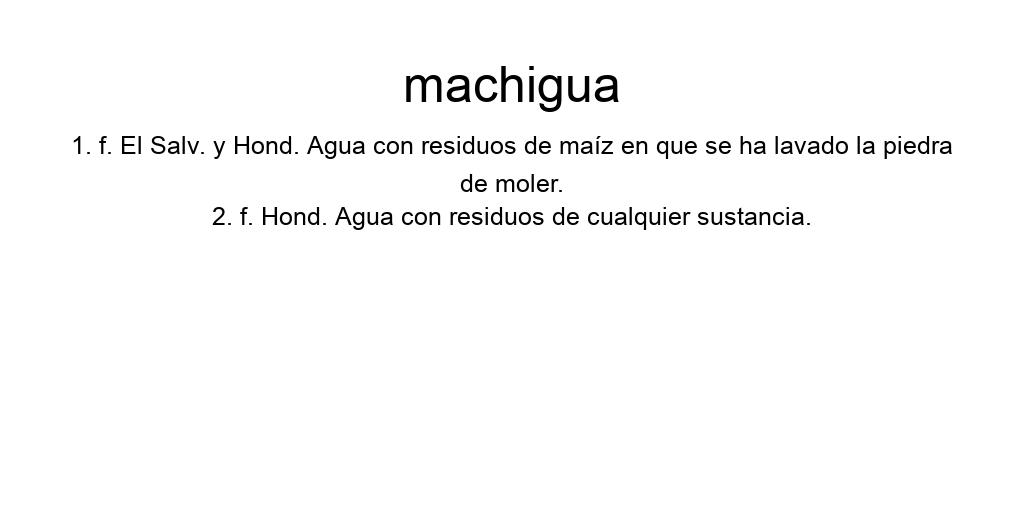 machigua
1. f. El Salv. y Hond. Agua con residuos de maíz en que se ha lavado la piedra
de moler.
2. f. Hond. Agua con residuos de cualquier sustancia.